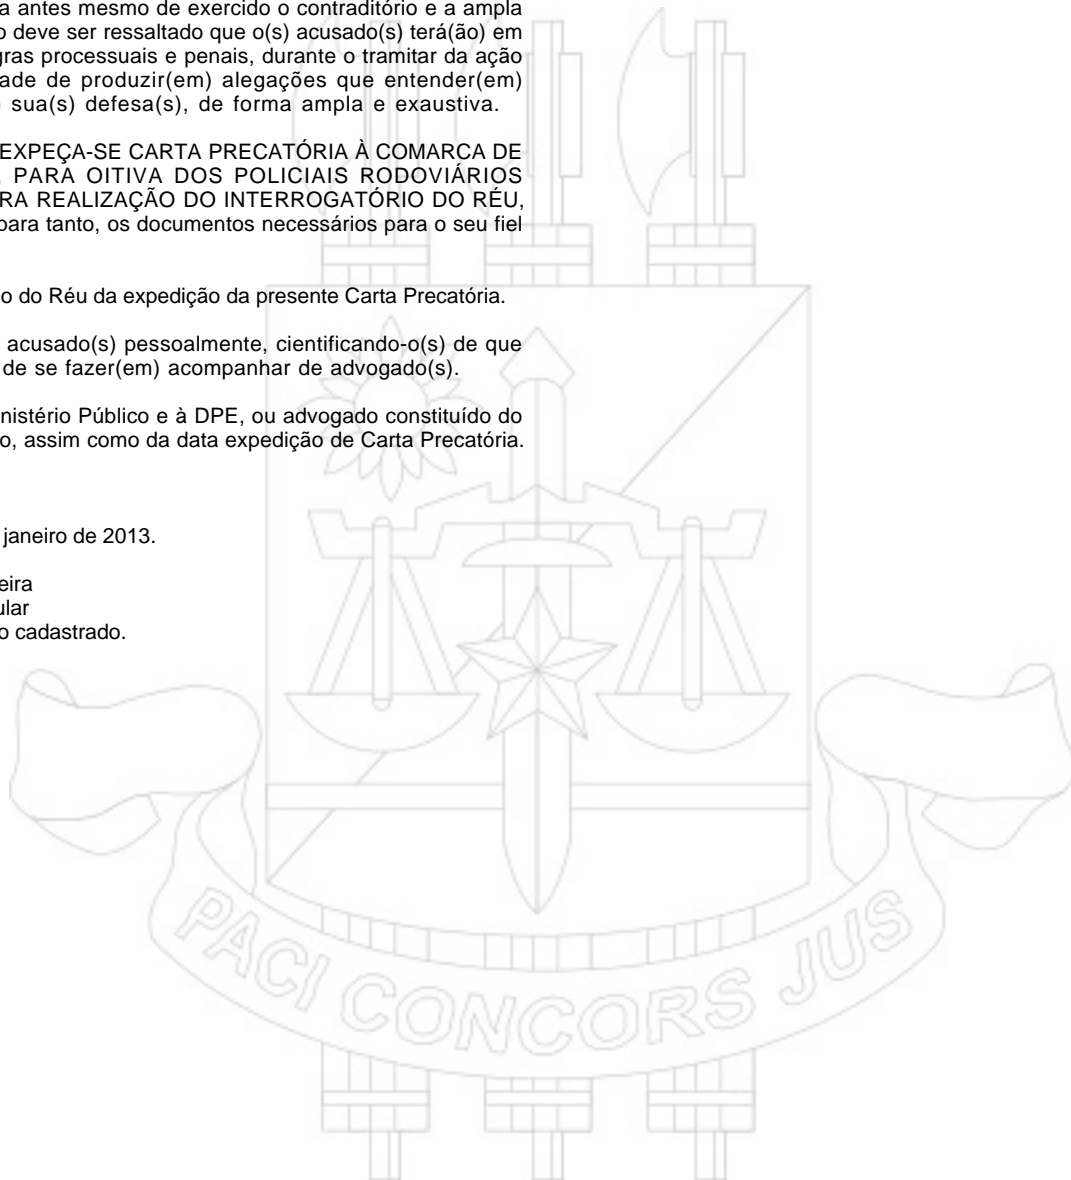 a antes mesmo de exercido o contraditório e a ampla
o deve ser ressaltado que o(s) acusado(s) terá(ão) em
gras processuais e penais, durante o tramitar da ação
ade de produzir(em) alegações que entender(em)
sua(s) defesa(s), de forma ampla e exaustiva.
EXPEÇA-SE CARTA PRECATÓRIA À COMARCA DE
PARA OITIVA DOS POLICIAIS RODOVIÁRIOS
RA REALIZAÇÃO DO INTERROGATÓRIO DO RÉU,
para tanto, os documentos necessários para o seu fiel
o do Réu da expedição da presente Carta Precatória.
acusado(s) pessoalmente, cientificando-o(s) de que
de se fazer(em) acompanhar de advogado(s).
nistério Público e à DPE, ou advogado constituído do
o, assim como da data expedição de Carta Precatória.
janeiro de 2013.
eira
ular
o cadastrado.
PACI CONCORS JUS